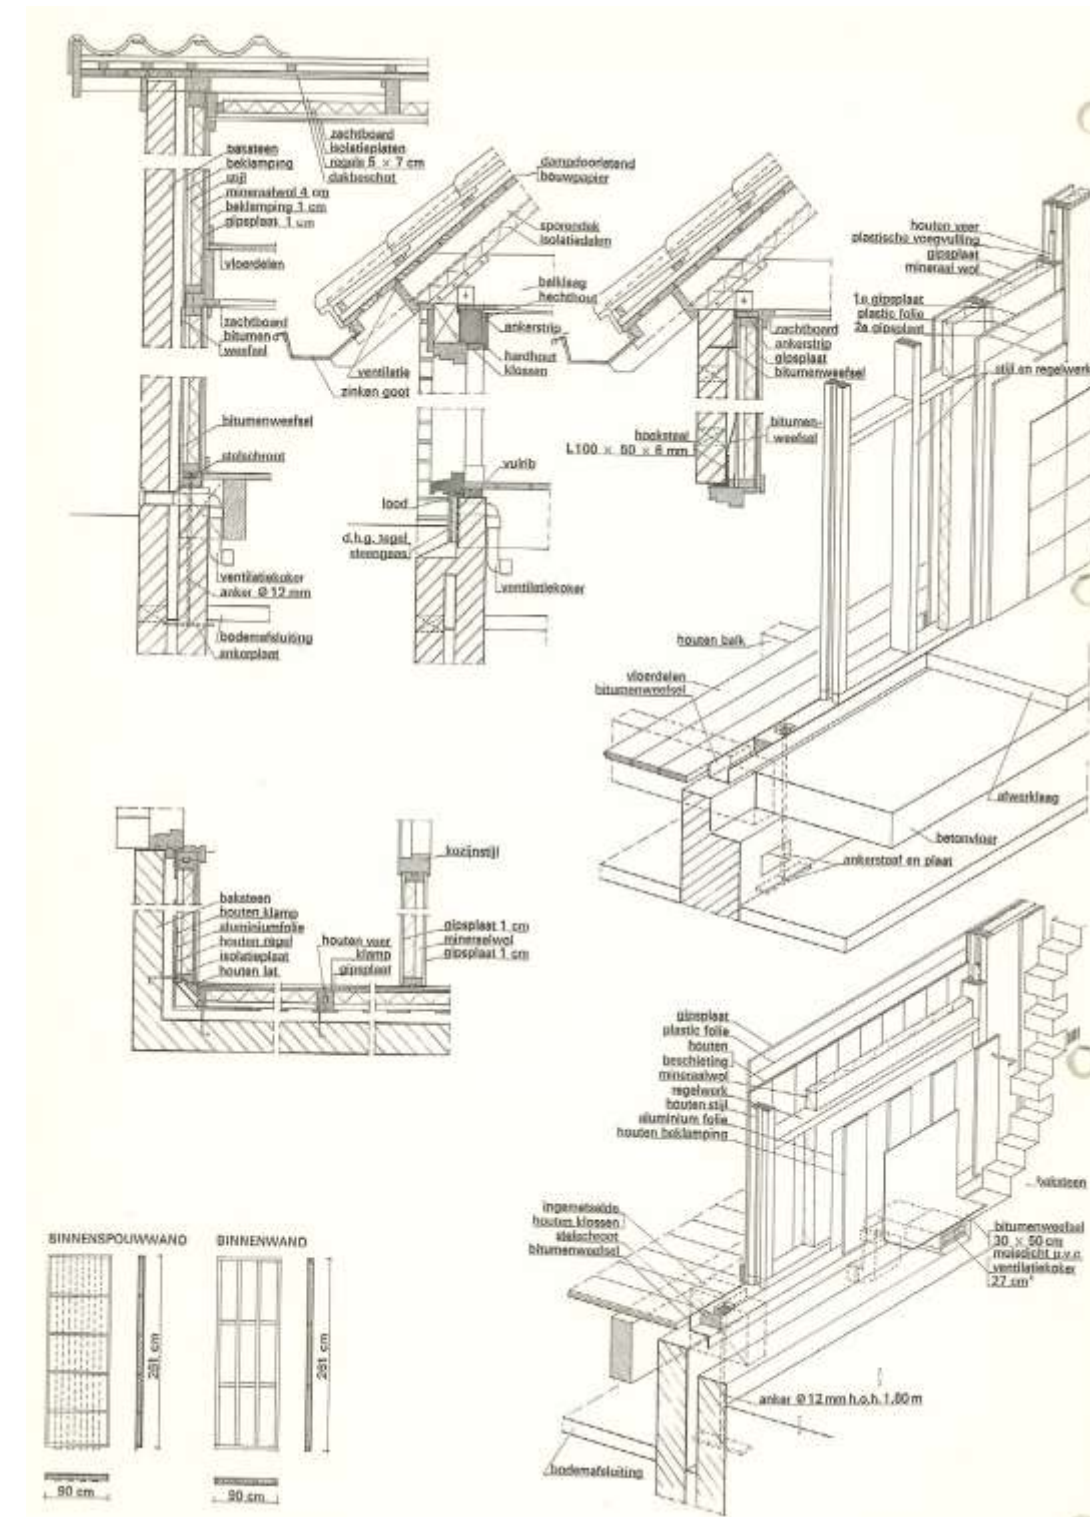 zachtboard
isolatieplaten
regels 5 × 7 cm
dakbeschot
baksteen
beklamping
stijl
mineraalwol 4 cm
beklamping 1 cm
gipsplaat 1 cm
vloerdelen
zachtboard
bitumen
weefsel
bitumenweefsel
stelschroot
ventilatiekoker
anker Ø 12 mm
bodemafsluiting
ankerplaat
dampdoorlatend
bouwpapier
sporendak
isolatiedelen
balklaag
hechthout
ankerstrip
hardhout
klossen
ventilatie
zinken goot
vulrib
lood
d.h.g. tegel
steengaas
ventilatiekoker
zachtboard
ankerstrip
gipsplaat
bitumenweefsel
bitumen-
weefsel
hoekstaal
L100 × 50 × 6 mm
houten veer
plastische voegvulling
gipsplaat
mineraal wol
1e gipsplaat
plastic folie
2e gipsplaat
stijl en regelwerk
houten balk
vloerdelen
bitumenweefsel
afwerklaag
betonvloer
ankerstaaf en plaat
kozijnstijl
baksteen
houten klamp
aluminiumfolie
houten regel
isolatieplaat
houten lat
houten veer
klamp
gipsplaat
gipsplaat 1 cm
mineraalwol
gipsplaat 1 cm
gipsplaat
plastic folie
houten
beschieting
mineraalwol
regelwerk
houten stijl
aluminium folie
houten beklamping
baksteen
ingemetselde
houten klossen
stelschroot
bitumenweefsel
bitumenweefsel
30 × 50 cm
muisdicht p.v.c.
ventilatiekoker
27 cm²
anker Ø 12 mm h.o.h. 1,80 m
bodemafsluiting
BINNENSPOUWWAND
261 cm
90 cm
BINNENWAND
261 cm
90 cm